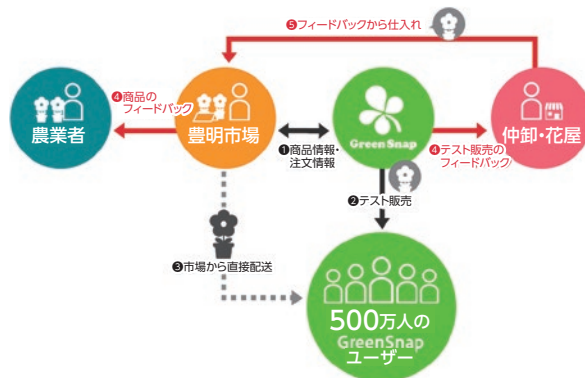 ❺フィードバックから仕入れ
農業者
❹商品の
フィードバック
豊明市場
❶商品情報・
注文情報
GreenSnap
❹テスト販売の
フィードバック
仲卸・花屋
❷テスト販売
❸市場から直接配送
500万人の
GreenSnap
ユーザー